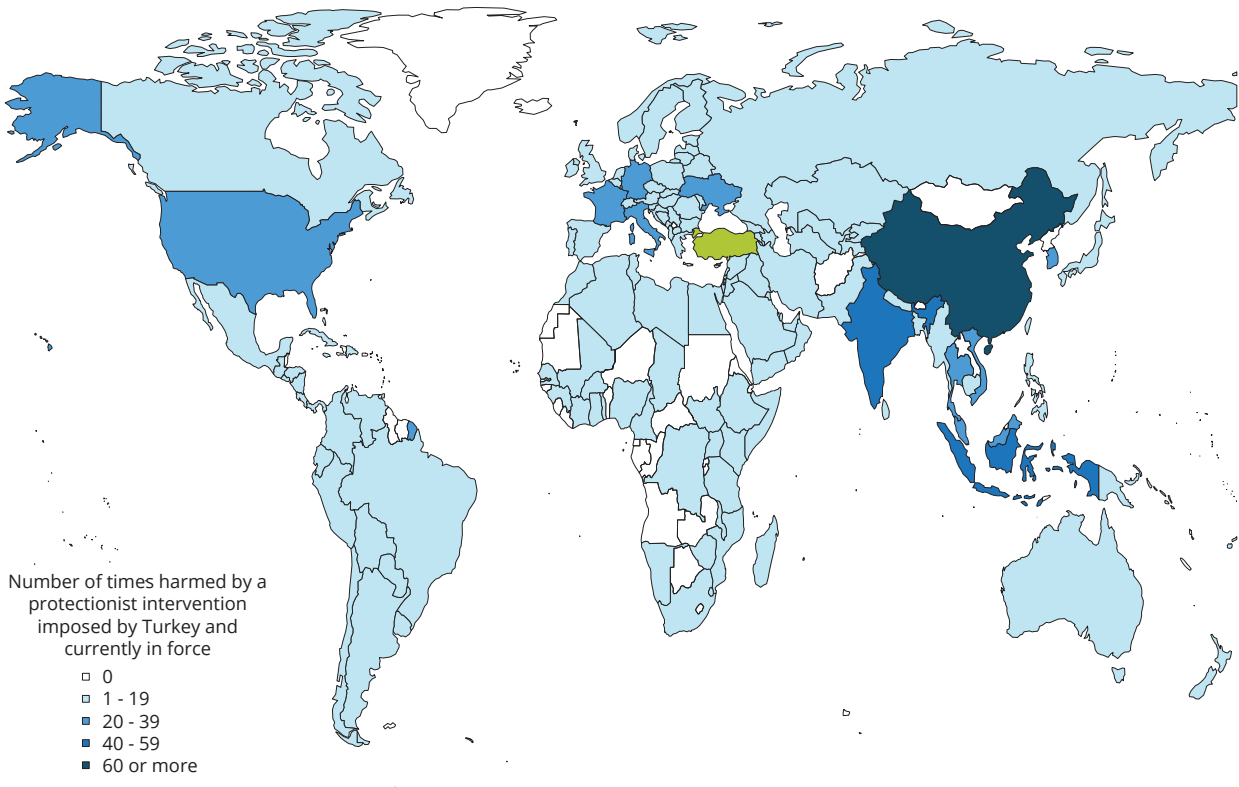 Number of times harmed by a
protectionist intervention
imposed by Turkey and
currently in force
0
1 - 19
20 - 39
40 - 59
60 or more